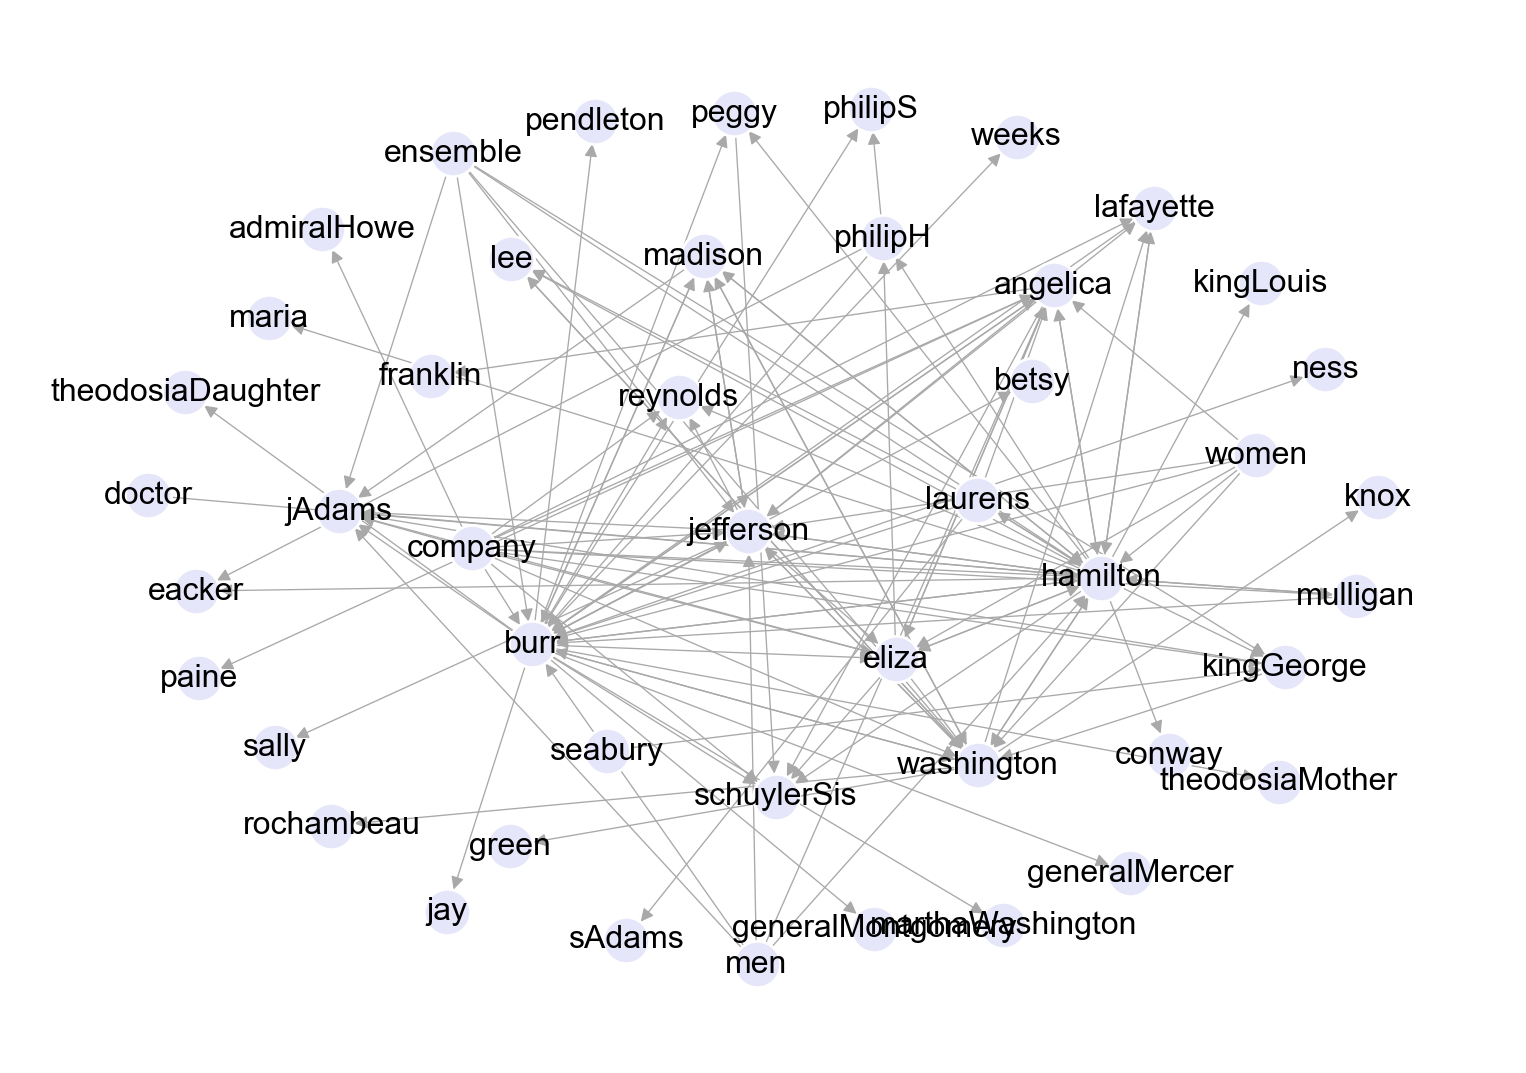 philipS
peggy
pendleton
weeks
ensemble
lafayette
admiralHowe
philipH
madison
lee
angelica
kingLouis
maria
ness
franklin
betsy
theodosiaDaughter
reynolds
women
doctor
knox
laurens
jAdams
jefferson
company
hamilton
eacker
mulligan
burr
eliza
kingGeorge
paine
sally
seabury
conway
washington
theodosiaMother
schuylerSis
rochambeau
green
generalMercer
jay
marthaWashington
generalMontgomery
sAdams
men